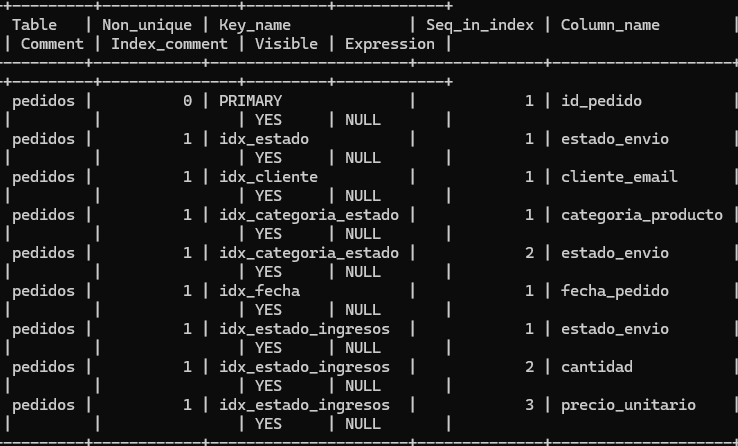 +---------+---------------+---------+------------+
Table | Non_unique | Key_name | Seq_in_index | Column_name |
| Comment | Index_comment | Visible | Expression |
---------+------------+----------------------+--------------+--------------------+
+---------+---------------+---------+------------+
pedidos | 0 | PRIMARY | 1 | id_pedido |
| | | YES | NULL |
pedidos | 1 | idx_estado | 1 | estado_envio |
| | | YES | NULL |
pedidos | 1 | idx_cliente | 1 | cliente_email |
| | | YES | NULL |
pedidos | 1 | idx_categoria_estado | 1 | categoria_producto |
| | | YES | NULL |
pedidos | 1 | idx_categoria_estado | 2 | estado_envio |
| | | YES | NULL |
pedidos | 1 | idx_fecha | 1 | fecha_pedido |
| | | YES | NULL |
pedidos | 1 | idx_estado_ingresos | 1 | estado_envio |
| | | YES | NULL |
pedidos | 1 | idx_estado_ingresos | 2 | cantidad |
| | | YES | NULL |
pedidos | 1 | idx_estado_ingresos | 3 | precio_unitario |
| | | YES | NULL |
---------+------------+----------------------+--------------+--------------------+